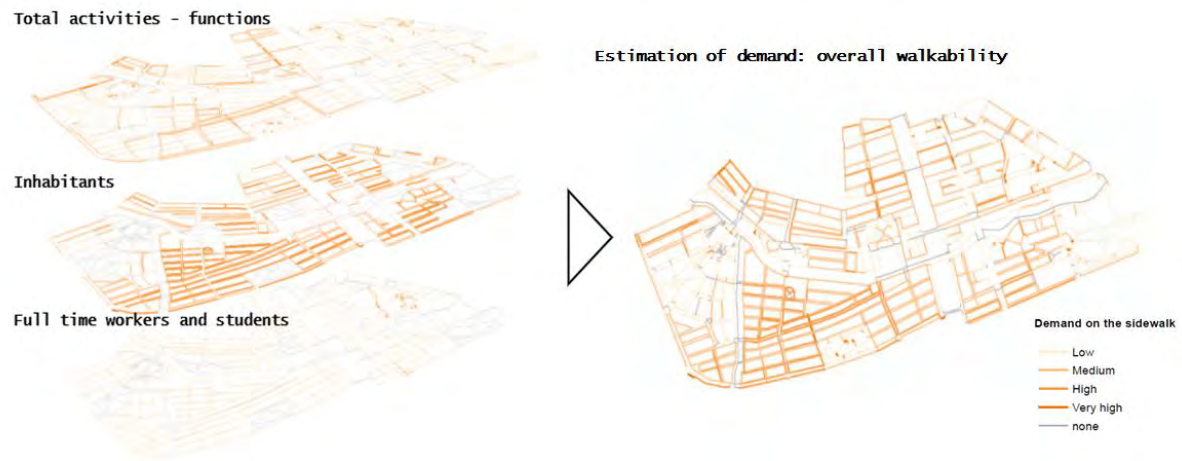 Total activities - functions
Inhabitants
Full time workers and students
Estimation of demand: overall walkability
Demand on the sidewalk
Low
Medium
High
Very high
none